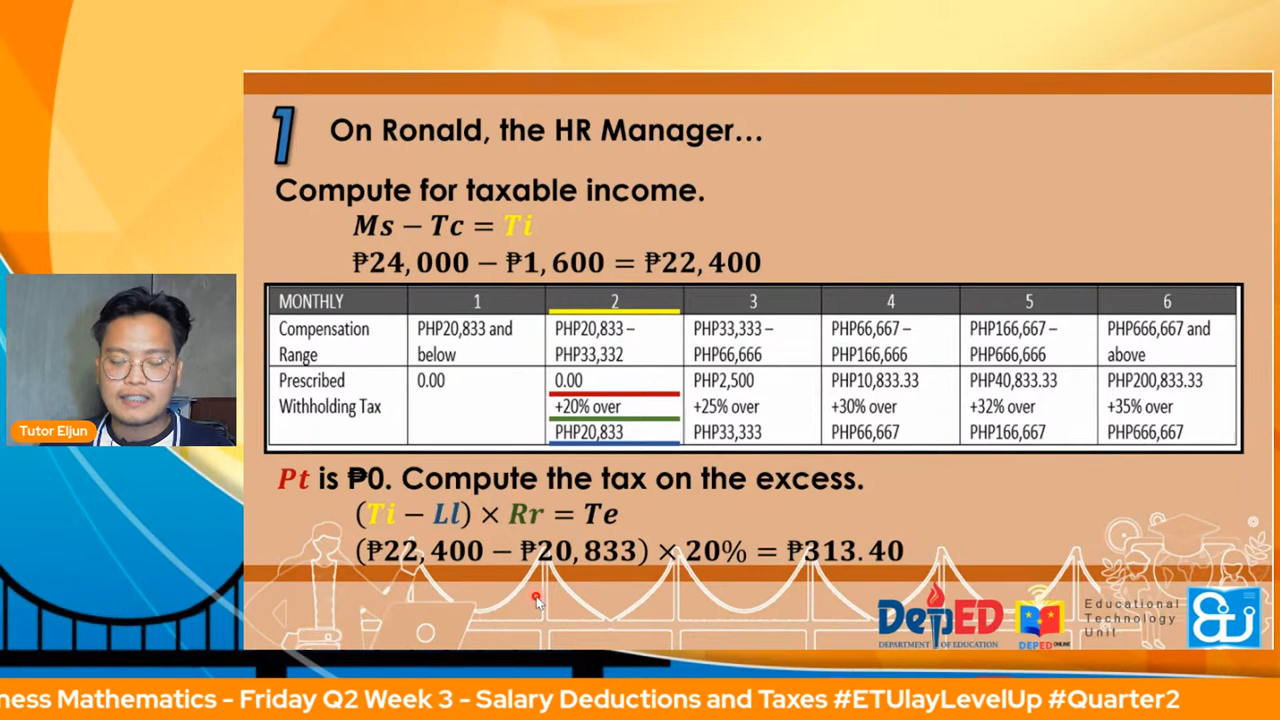 1 On Ronald, the HR Manager...
Compute for taxable income.
Ms − Tc = Ti
₱24,000 − ₱1,600 = ₱22,400
MONTHLY 1 2 3 4 5 6
Compensation Range PHP20,833 and below PHP20,833 – PHP33,332 PHP33,333 – PHP66,666 PHP66,667 – PHP166,666 PHP166,667 – PHP666,666 PHP666,667 and above
Prescribed Withholding Tax 0.00 0.00 +20% over PHP20,833 PHP2,500 +25% over PHP33,333 PHP10,833.33 +30% over PHP66,667 PHP40,833.33 +32% over PHP166,667 PHP200,833.33 +35% over PHP666,667
Pt is ₱0. Compute the tax on the excess.
(Ti − Ll) × Rr = Te
(₱22,400 − ₱20,833) × 20% = ₱313.40
Tutor Eljun
DepED
DEPARTMENT OF EDUCATION
DEPED ONLINE
Educational
Technology
Unit
ness Mathematics - Friday Q2 Week 3 - Salary Deductions and Taxes #ETUlayLevelUp #Quarter2